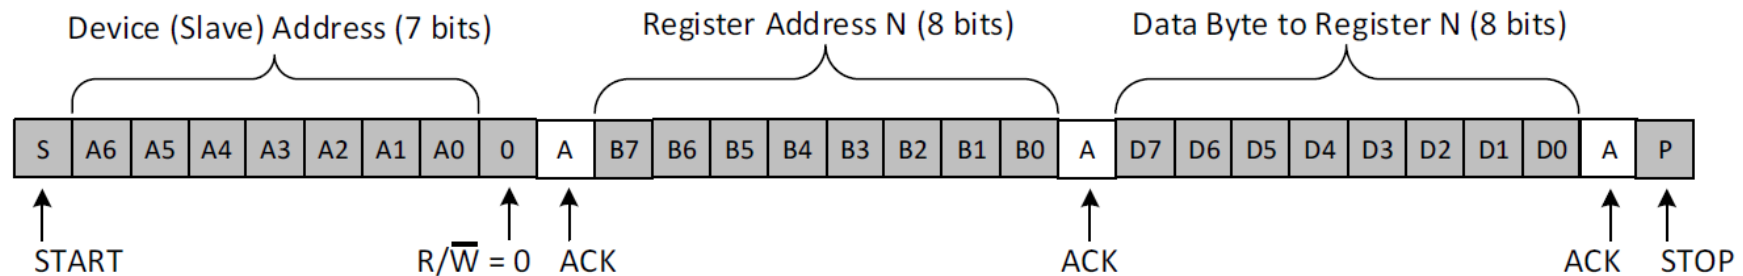 Device (Slave) Address (7 bits) Register Address N (8 bits) Data Byte to Register N (8 bits)
S A6 A5 A4 A3 A2 A1 A0 0 A B7 B6 B5 B4 B3 B2 B1 B0 A D7 D6 D5 D4 D3 D2 D1 D0 A P
START R/W̅ = 0 ACK ACK ACK STOP